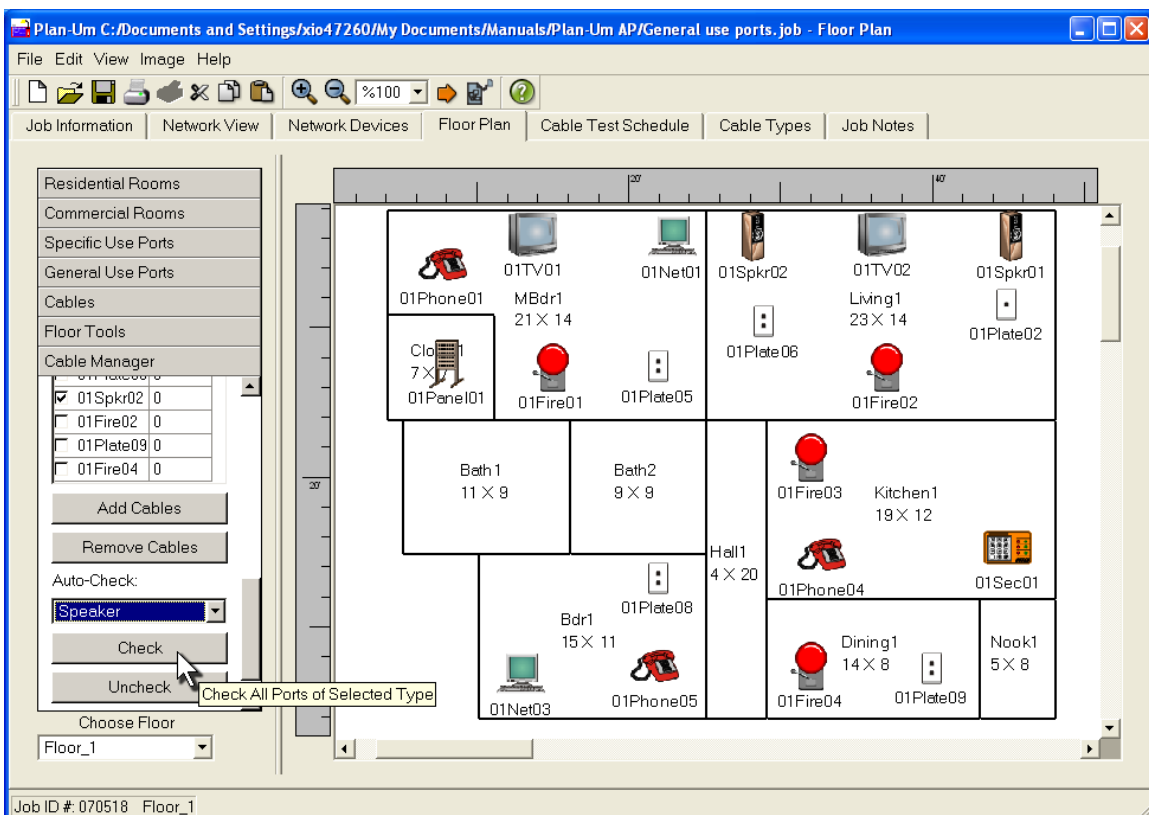 Plan-Um C:/Documents and Settings/xio47260/My Documents/Manuals/Plan-Um AP/General use ports.job - Floor Plan
File Edit View Image Help
%100
Job Information Network View Network Devices Floor Plan Cable Test Schedule Cable Types Job Notes
Residential Rooms
Commercial Rooms
Specific Use Ports
General Use Ports
Cables
Floor Tools
Cable Manager
01Spkr02 0
01Fire02 0
01Plate09 0
01Fire04 0
Add Cables
Remove Cables
Auto-Check:
Speaker
Check
Uncheck
Check All Ports of Selected Type
Choose Floor
Floor_1
20' 40'
20'
01Phone01
01TV01
01Net01
MBdr1
21 X 14
01Panel01
01Fire01
01Plate05
01Spkr02
01TV02
01Spkr01
Living1
23 X 14
01Plate06
01Plate02
01Fire02
Bath1
11 X 9
Bath2
9 X 9
Hall1
4 X 20
01Fire03
Kitchen1
19 X 12
01Phone04
01Sec01
01Plate08
Bdr1
15 X 11
01Net03
01Phone05
Dining1
14 X 8
01Fire04
01Plate09
Nook1
5 X 8
Job ID #: 070518 Floor_1